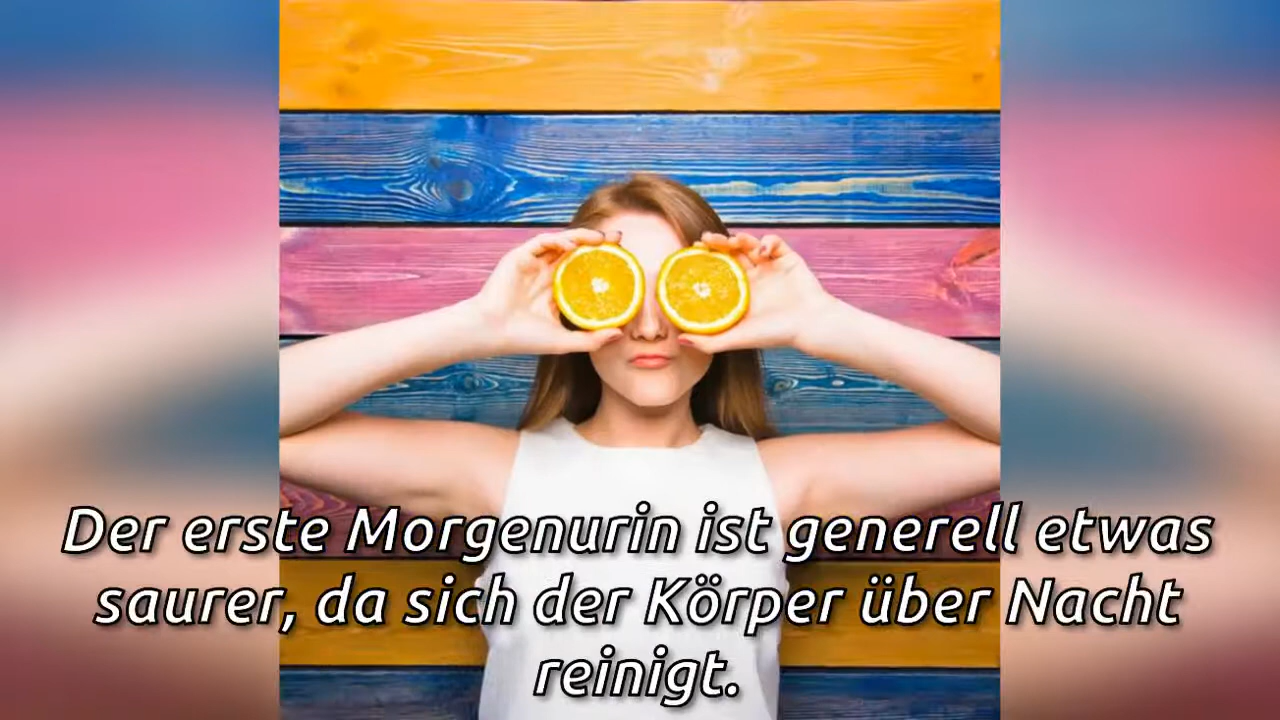 Der erste Morgenurin ist generell etwas
saurer, da sich der Körper über Nacht
reinigt.